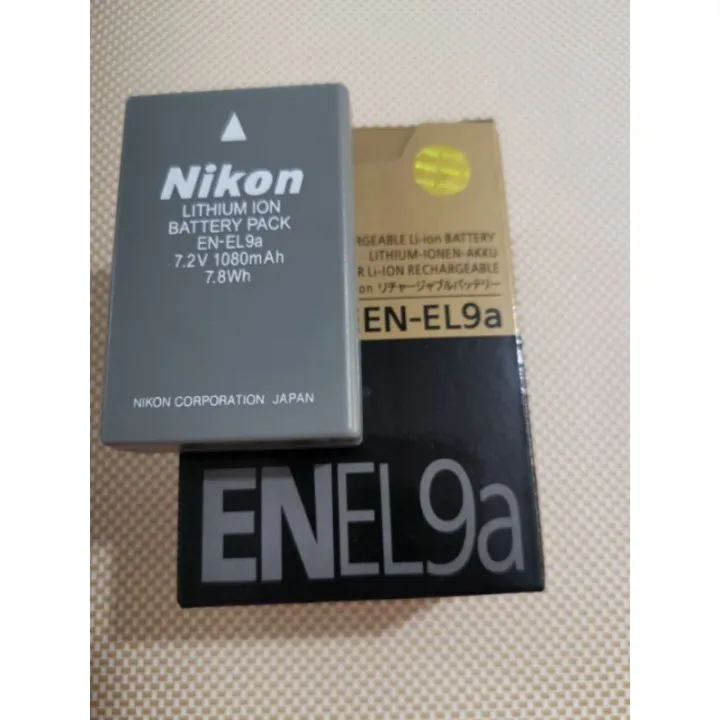 Nikon
LITHIUM ION
BATTERY PACK
EN-EL9a
7.2V 1080mAh
7.8Wh
NIKON CORPORATION JAPAN
Li-ion BATTERY
LITHIUM-IONEN-AKKU
Li-ION RECHARGEABLE
リチャージャブルバッテリー
EN-EL9a
ENEL9a